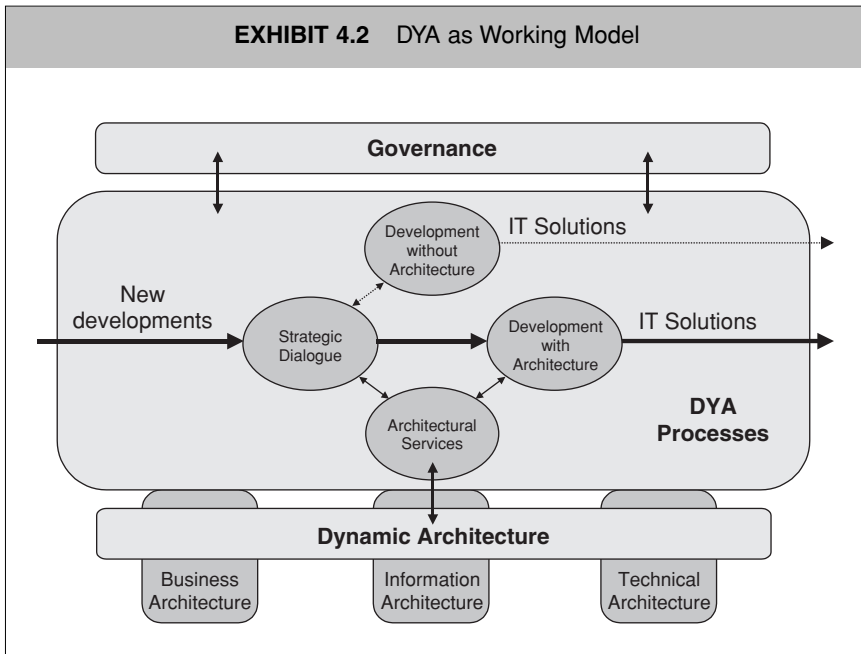 EXHIBIT 4.2 DYA as Working Model
Governance
Development
without
Architecture
IT Solutions
New
developments
Strategic
Dialogue
Development
with
Architecture
IT Solutions
Architectural
Services
DYA
Processes
Dynamic Architecture
Business
Architecture
Information
Architecture
Technical
Architecture